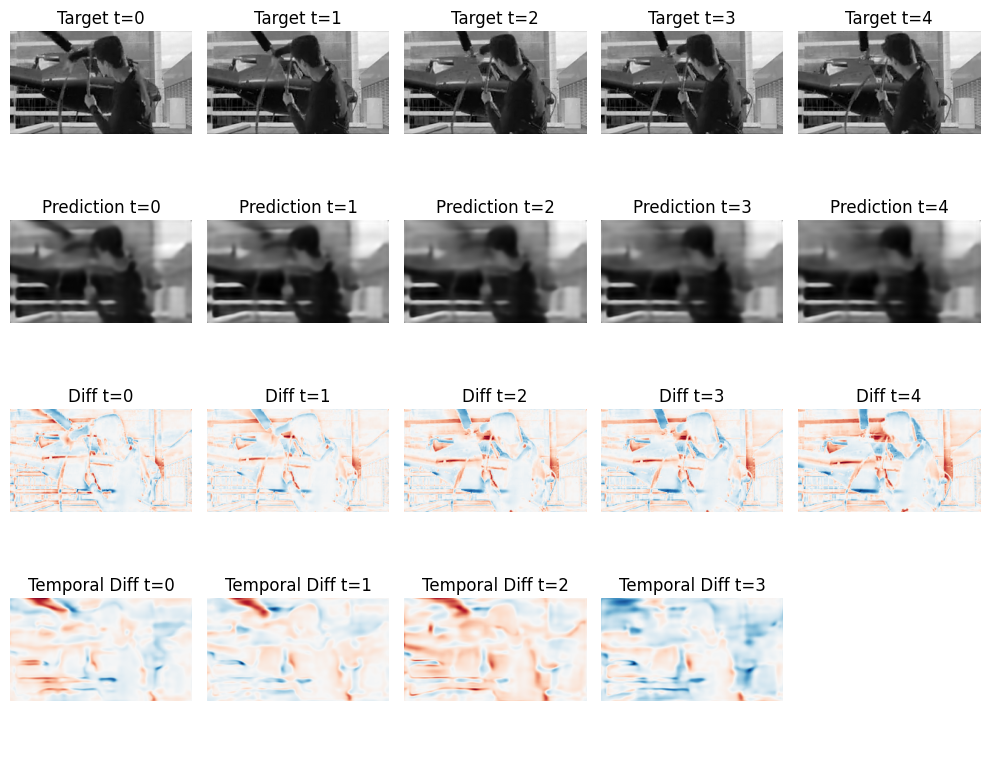 Target t=0 Target t=1 Target t=2 Target t=3 Target t=4
Prediction t=0 Prediction t=1 Prediction t=2 Prediction t=3 Prediction t=4
Diff t=0 Diff t=1 Diff t=2 Diff t=3 Diff t=4
Temporal Diff t=0 Temporal Diff t=1 Temporal Diff t=2 Temporal Diff t=3